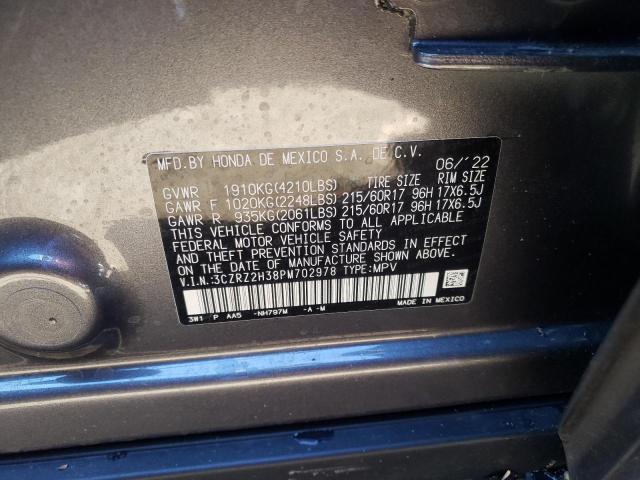 MFD.BY HONDA DE MEXICO S.A. DE C.V. 06/'22
GVWR 1910KG(4210LBS) TIRE SIZE RIM SIZE
GAWR F 1020KG(2248LBS) 215/60R17 96H 17X6.5J
GAWR R 935KG(2061LBS) 215/60R17 96H 17X6.5J
THIS VEHICLE CONFORMS TO ALL APPLICABLE
FEDERAL MOTOR VEHICLE SAFETY
AND THEFT PREVENTION STANDARDS IN EFFECT
ON THE DATE OF MANUFACTURE SHOWN ABOVE.
V.I.N.:3CZRZ2H38PM702978 TYPE:MPV
3W1 P AA5 -NH797M -A -M MADE IN MEXICO